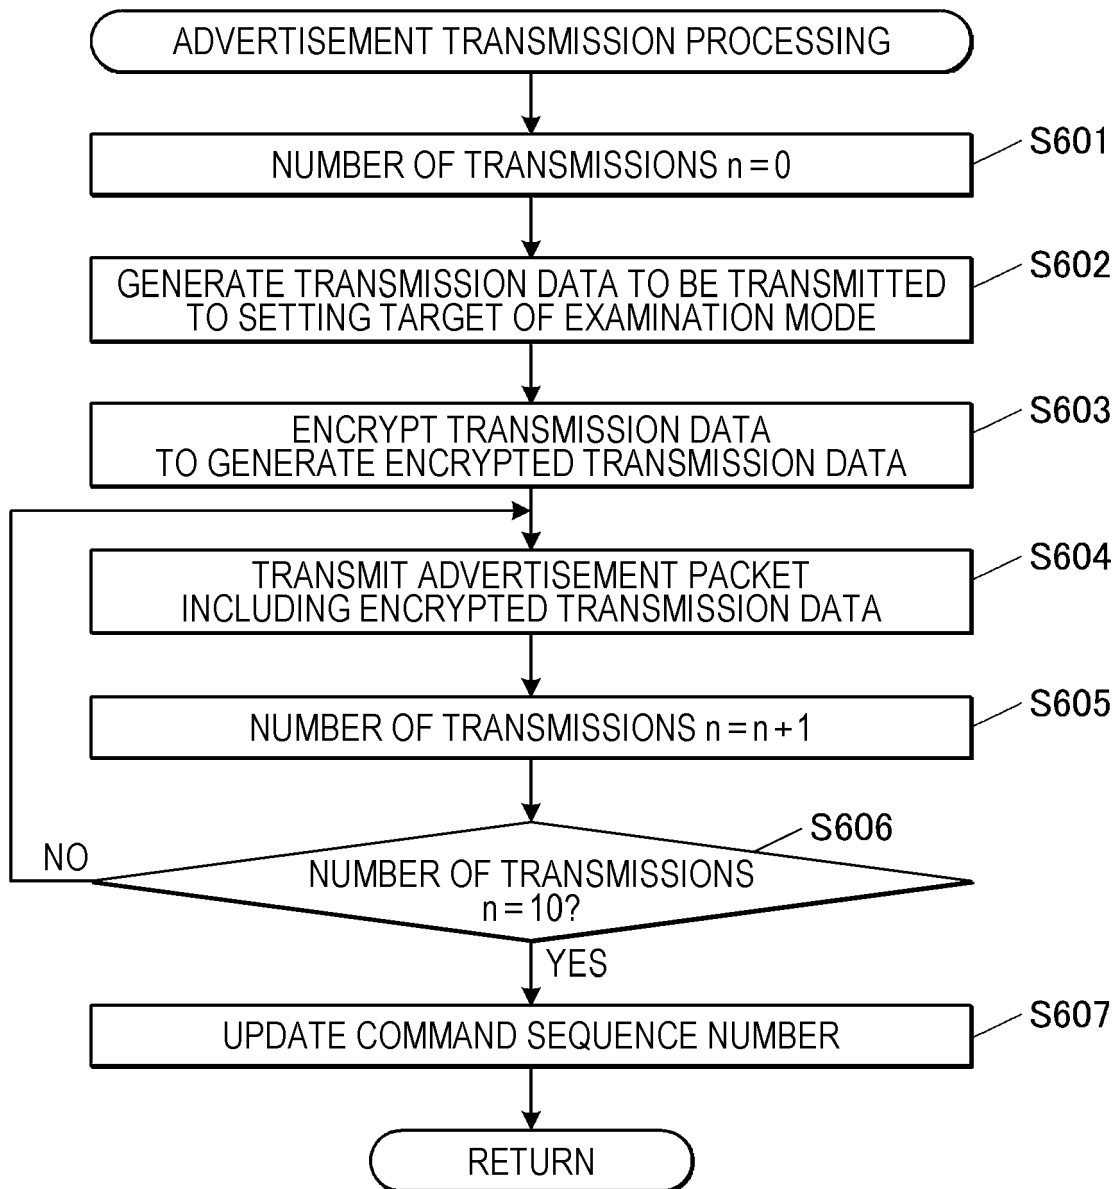 ADVERTISEMENT TRANSMISSION PROCESSING
S601
NUMBER OF TRANSMISSIONS n=0
S602
GENERATE TRANSMISSION DATA TO BE TRANSMITTED
TO SETTING TARGET OF EXAMINATION MODE
S603
ENCRYPT TRANSMISSION DATA
TO GENERATE ENCRYPTED TRANSMISSION DATA
S604
TRANSMIT ADVERTISEMENT PACKET
INCLUDING ENCRYPTED TRANSMISSION DATA
S605
NUMBER OF TRANSMISSIONS n=n+1
S606
NO
NUMBER OF TRANSMISSIONS
n=10?
YES
S607
UPDATE COMMAND SEQUENCE NUMBER
RETURN